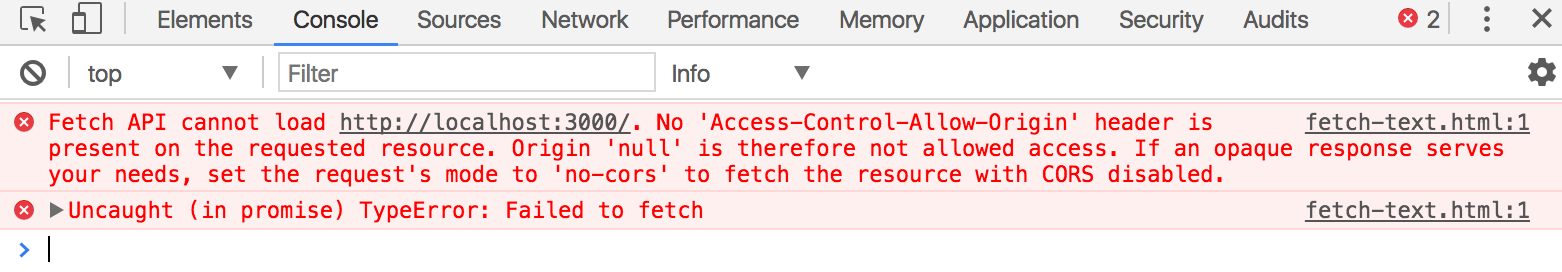 Elements Console Sources Network Performance Memory Application Security Audits 2
top Filter Info
Fetch API cannot load http://localhost:3000/. No 'Access-Control-Allow-Origin' header is fetch-text.html:1
present on the requested resource. Origin 'null' is therefore not allowed access. If an opaque response serves
your needs, set the request's mode to 'no-cors' to fetch the resource with CORS disabled.
Uncaught (in promise) TypeError: Failed to fetch fetch-text.html:1